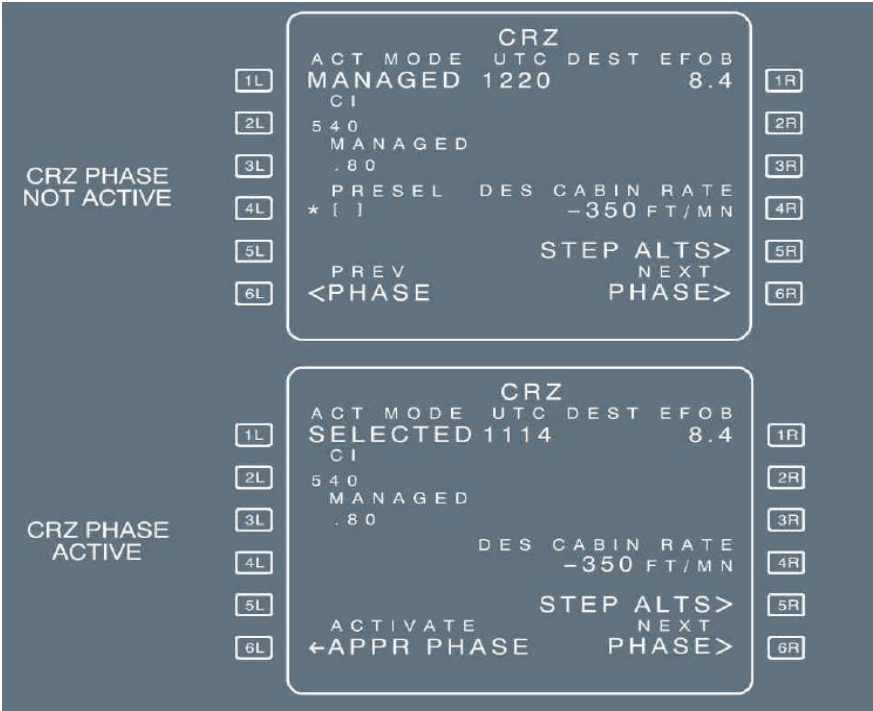 CRZ
ACT MODE UTC DEST EFOB
1L MANAGED 1220 8.4 1R
CI
2L 540 2R
MANAGED
3L .80 3R
CRZ PHASE
NOT ACTIVE
PRESEL DES CABIN RATE
4L *[ ] -350 FT/MN 4R
5L STEP ALTS> 5R
PREV NEXT
6L <PHASE PHASE> 6R
CRZ
ACT MODE UTC DEST EFOB
1L SELECTED 1114 8.4 1R
CI
2L 540 2R
MANAGED
3L .80 3R
CRZ PHASE
ACTIVE
DES CABIN RATE
4L -350 FT/MN 4R
5L STEP ALTS> 5R
ACTIVATE NEXT
6L ←APPR PHASE PHASE> 6R